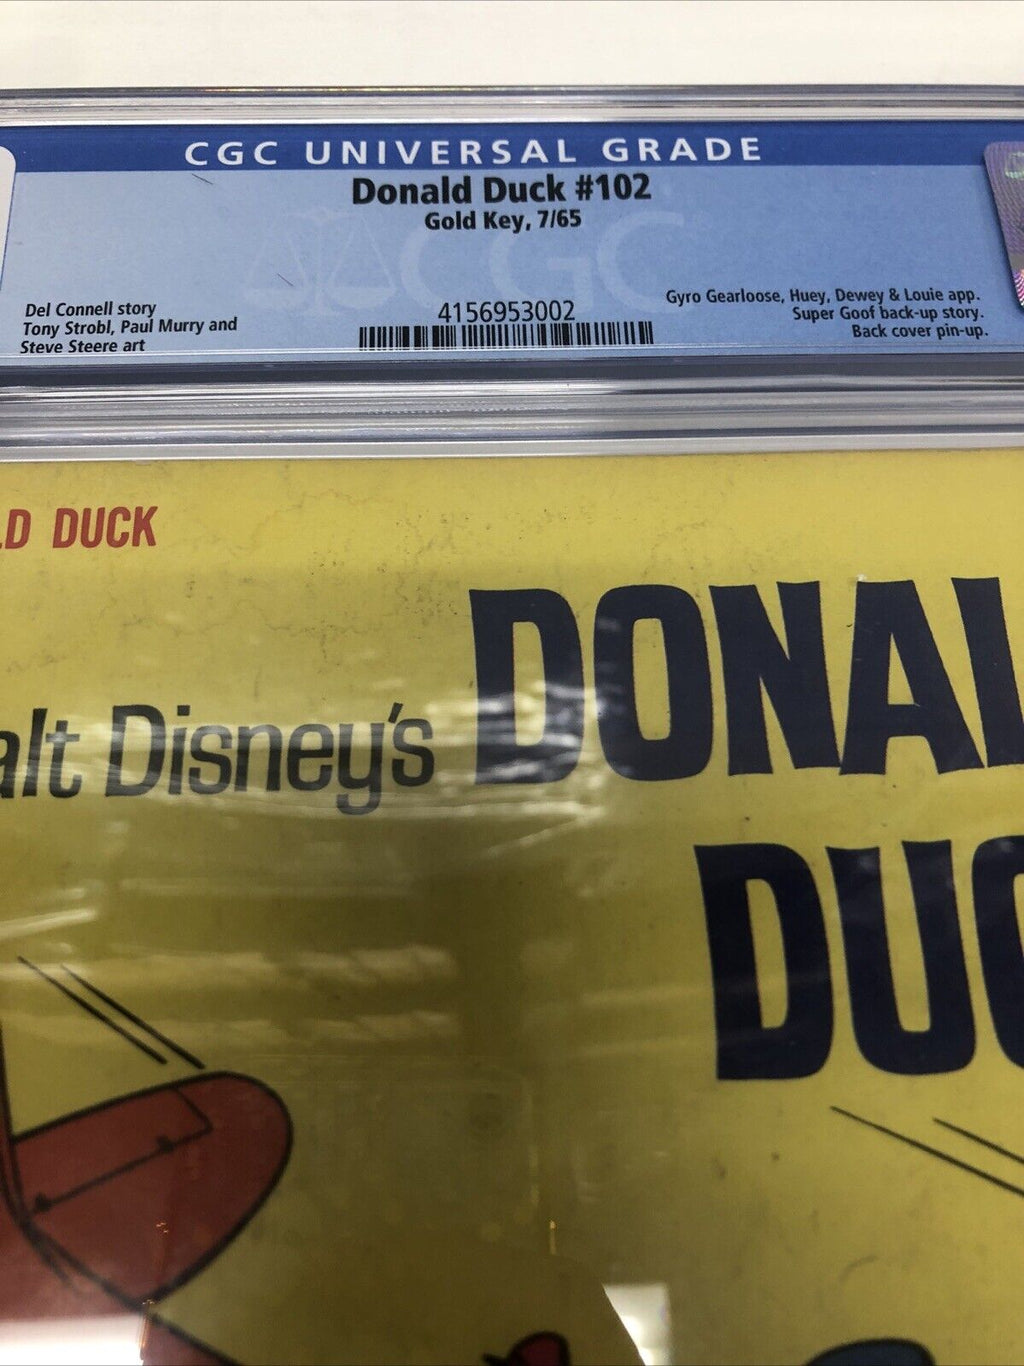 CGC UNIVERSAL GRADE
Donald Duck #102
Gold Key, 7/65
CGC
Del Connell story
Tony Strobl, Paul Murry and
Steve Steere art
4156953002
Gyro Gearloose, Huey, Dewey & Louie app.
Super Goof back-up story.
Back cover pin-up.
LD DUCK
alt Disney's DONAL
DUC